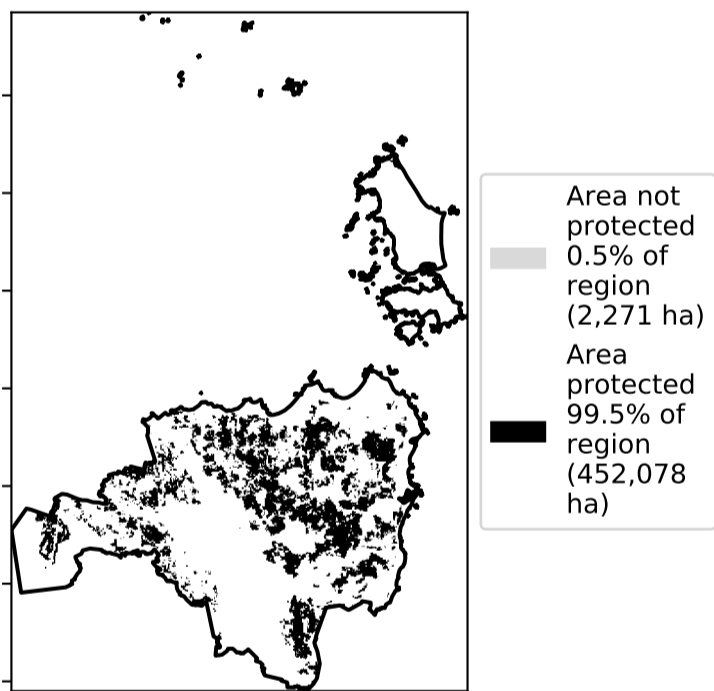 Area not
protected
0.5% of
region
(2,271 ha)
Area
protected
99.5% of
region
(452,078
ha)